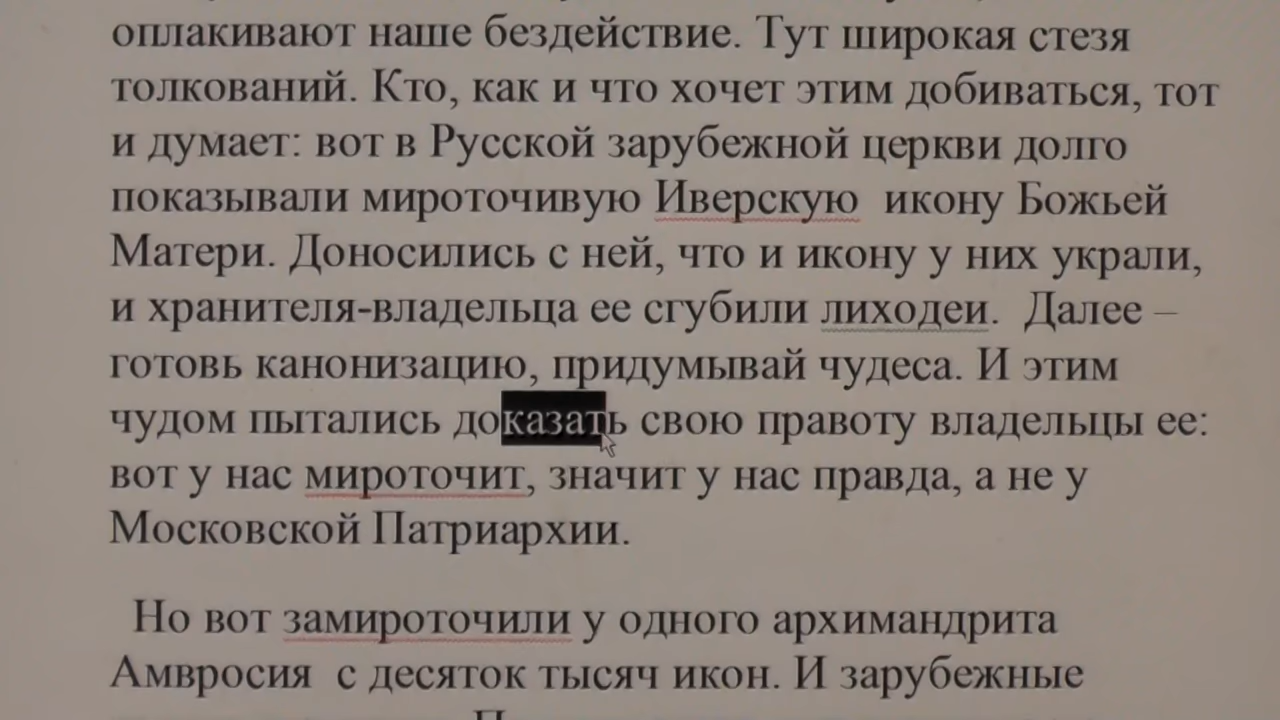 оплакивают наше бездействие. Тут широкая стезя
толкований. Кто, как и что хочет этим добиваться, тот
и думает: вот в Русской зарубежной церкви долго
показывали мироточивую Иверскую  икону Божьей
Матери. Доносились с ней, что и икону у них украли,
и хранителя-владельца ее сгубили лиходеи.  Далее –
готовь канонизацию, придумывай чудеса. И этим
чудом пытались доказать свою правоту владельцы ее:
вот у нас мироточит, значит у нас правда, а не у
Московской Патриархии.
Но вот замироточили у одного архимандрита
Амвросия  с десяток тысяч икон. И зарубежные